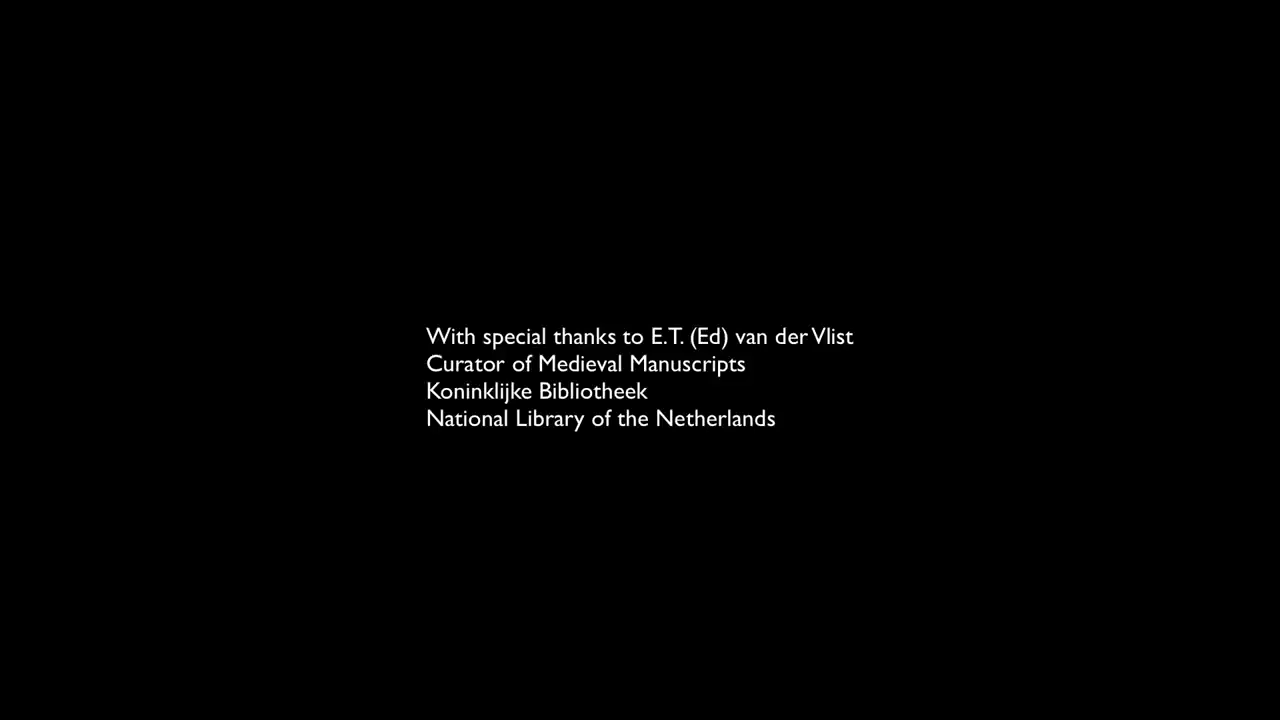 With special thanks to E.T. (Ed) van der Vlist
Curator of Medieval Manuscripts
Koninklijke Bibliotheek
National Library of the Netherlands